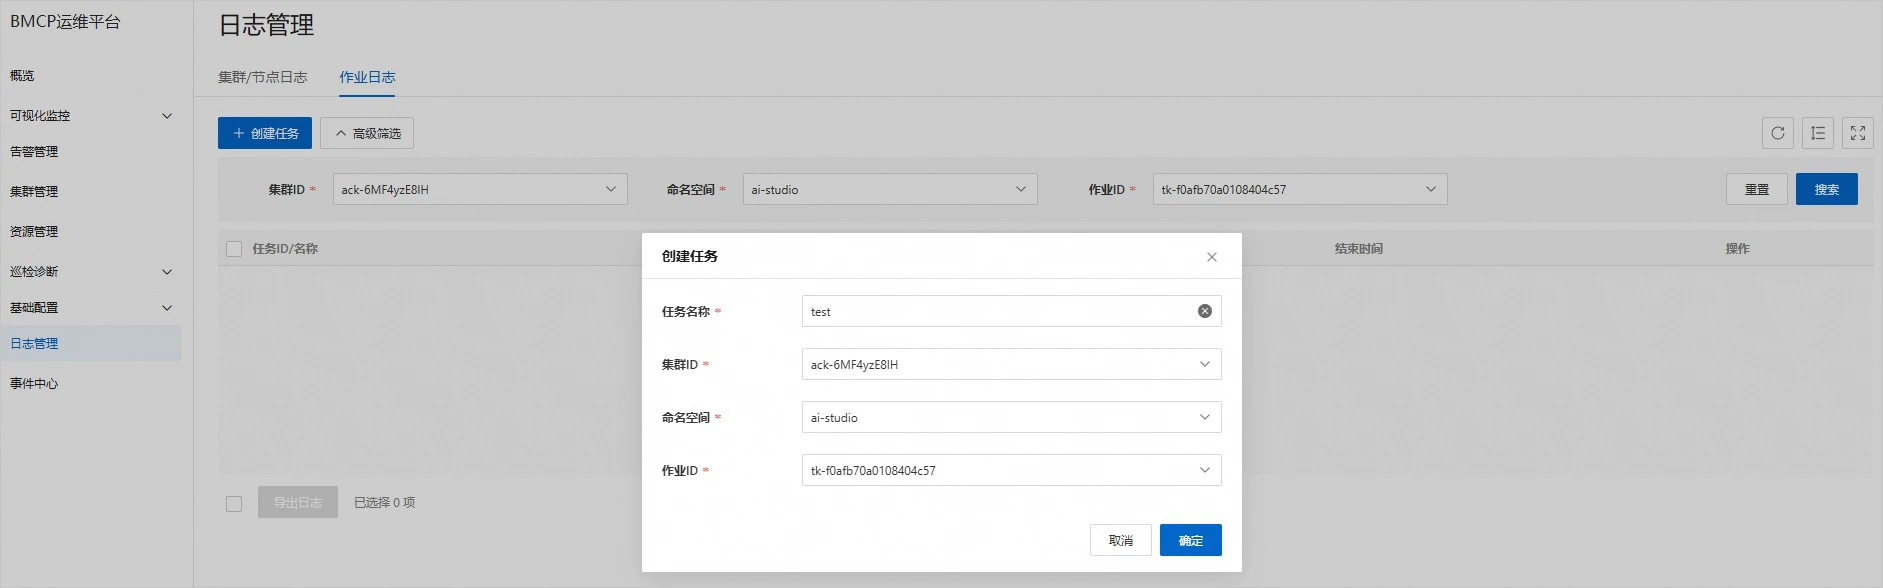 BMCP运维平台
概览
可视化监控
告警管理
集群管理
资源管理
巡检诊断
基础配置
日志管理
事件中心
日志管理
集群/节点日志 作业日志
+ 创建任务 高级筛选
集群ID * ack-6MF4yzE8IH 命名空间 * ai-studio 作业ID * tk-f0afb70a0108404c57 重置 搜索
任务ID/名称 结束时间 操作
创建任务
任务名称 * test
集群ID * ack-6MF4yzE8IH
命名空间 * ai-studio
作业ID * tk-f0afb70a0108404c57
取消 确定
导出日志 已选择 0 项